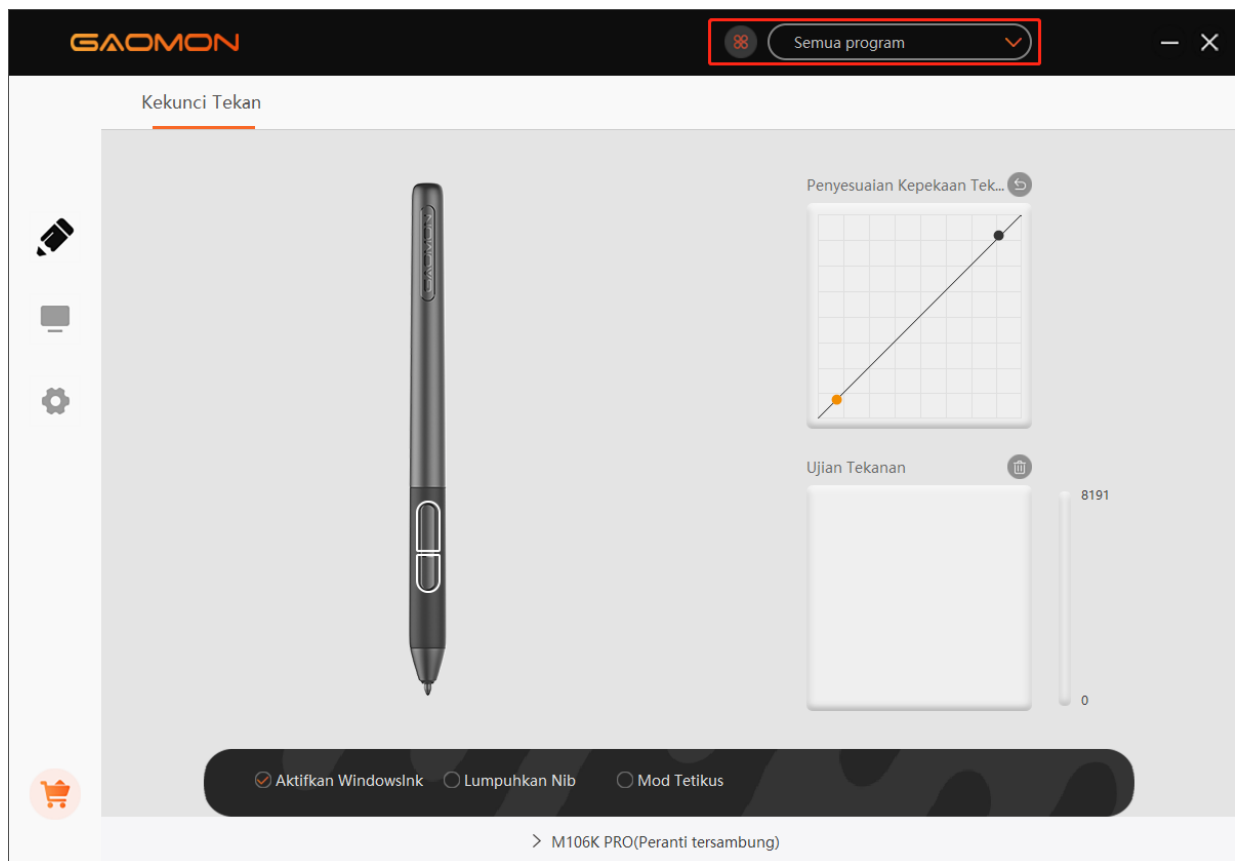 GAOMON
Semua program
Kekunci Tekan
Penyesuaian Kepekaan Tek...
GAOMON
Ujian Tekanan
8191
0
Aktifkan WindowsInk
Lumpuhkan Nib
Mod Tetikus
M106K PRO(Peranti tersambung)